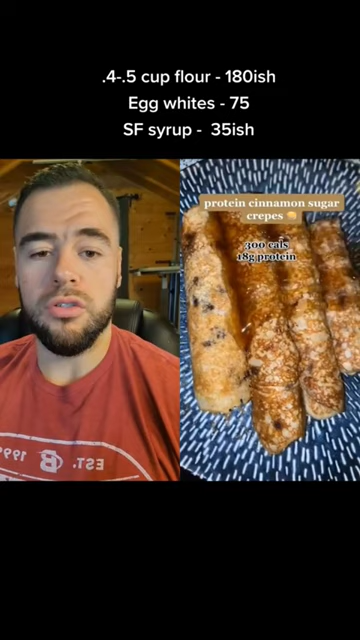 .4-.5 cup flour - 180ish
Egg whites - 75
SF syrup - 35ish
protein cinnamon sugar
crepes
300 cals
18g protein
EST. B 1999